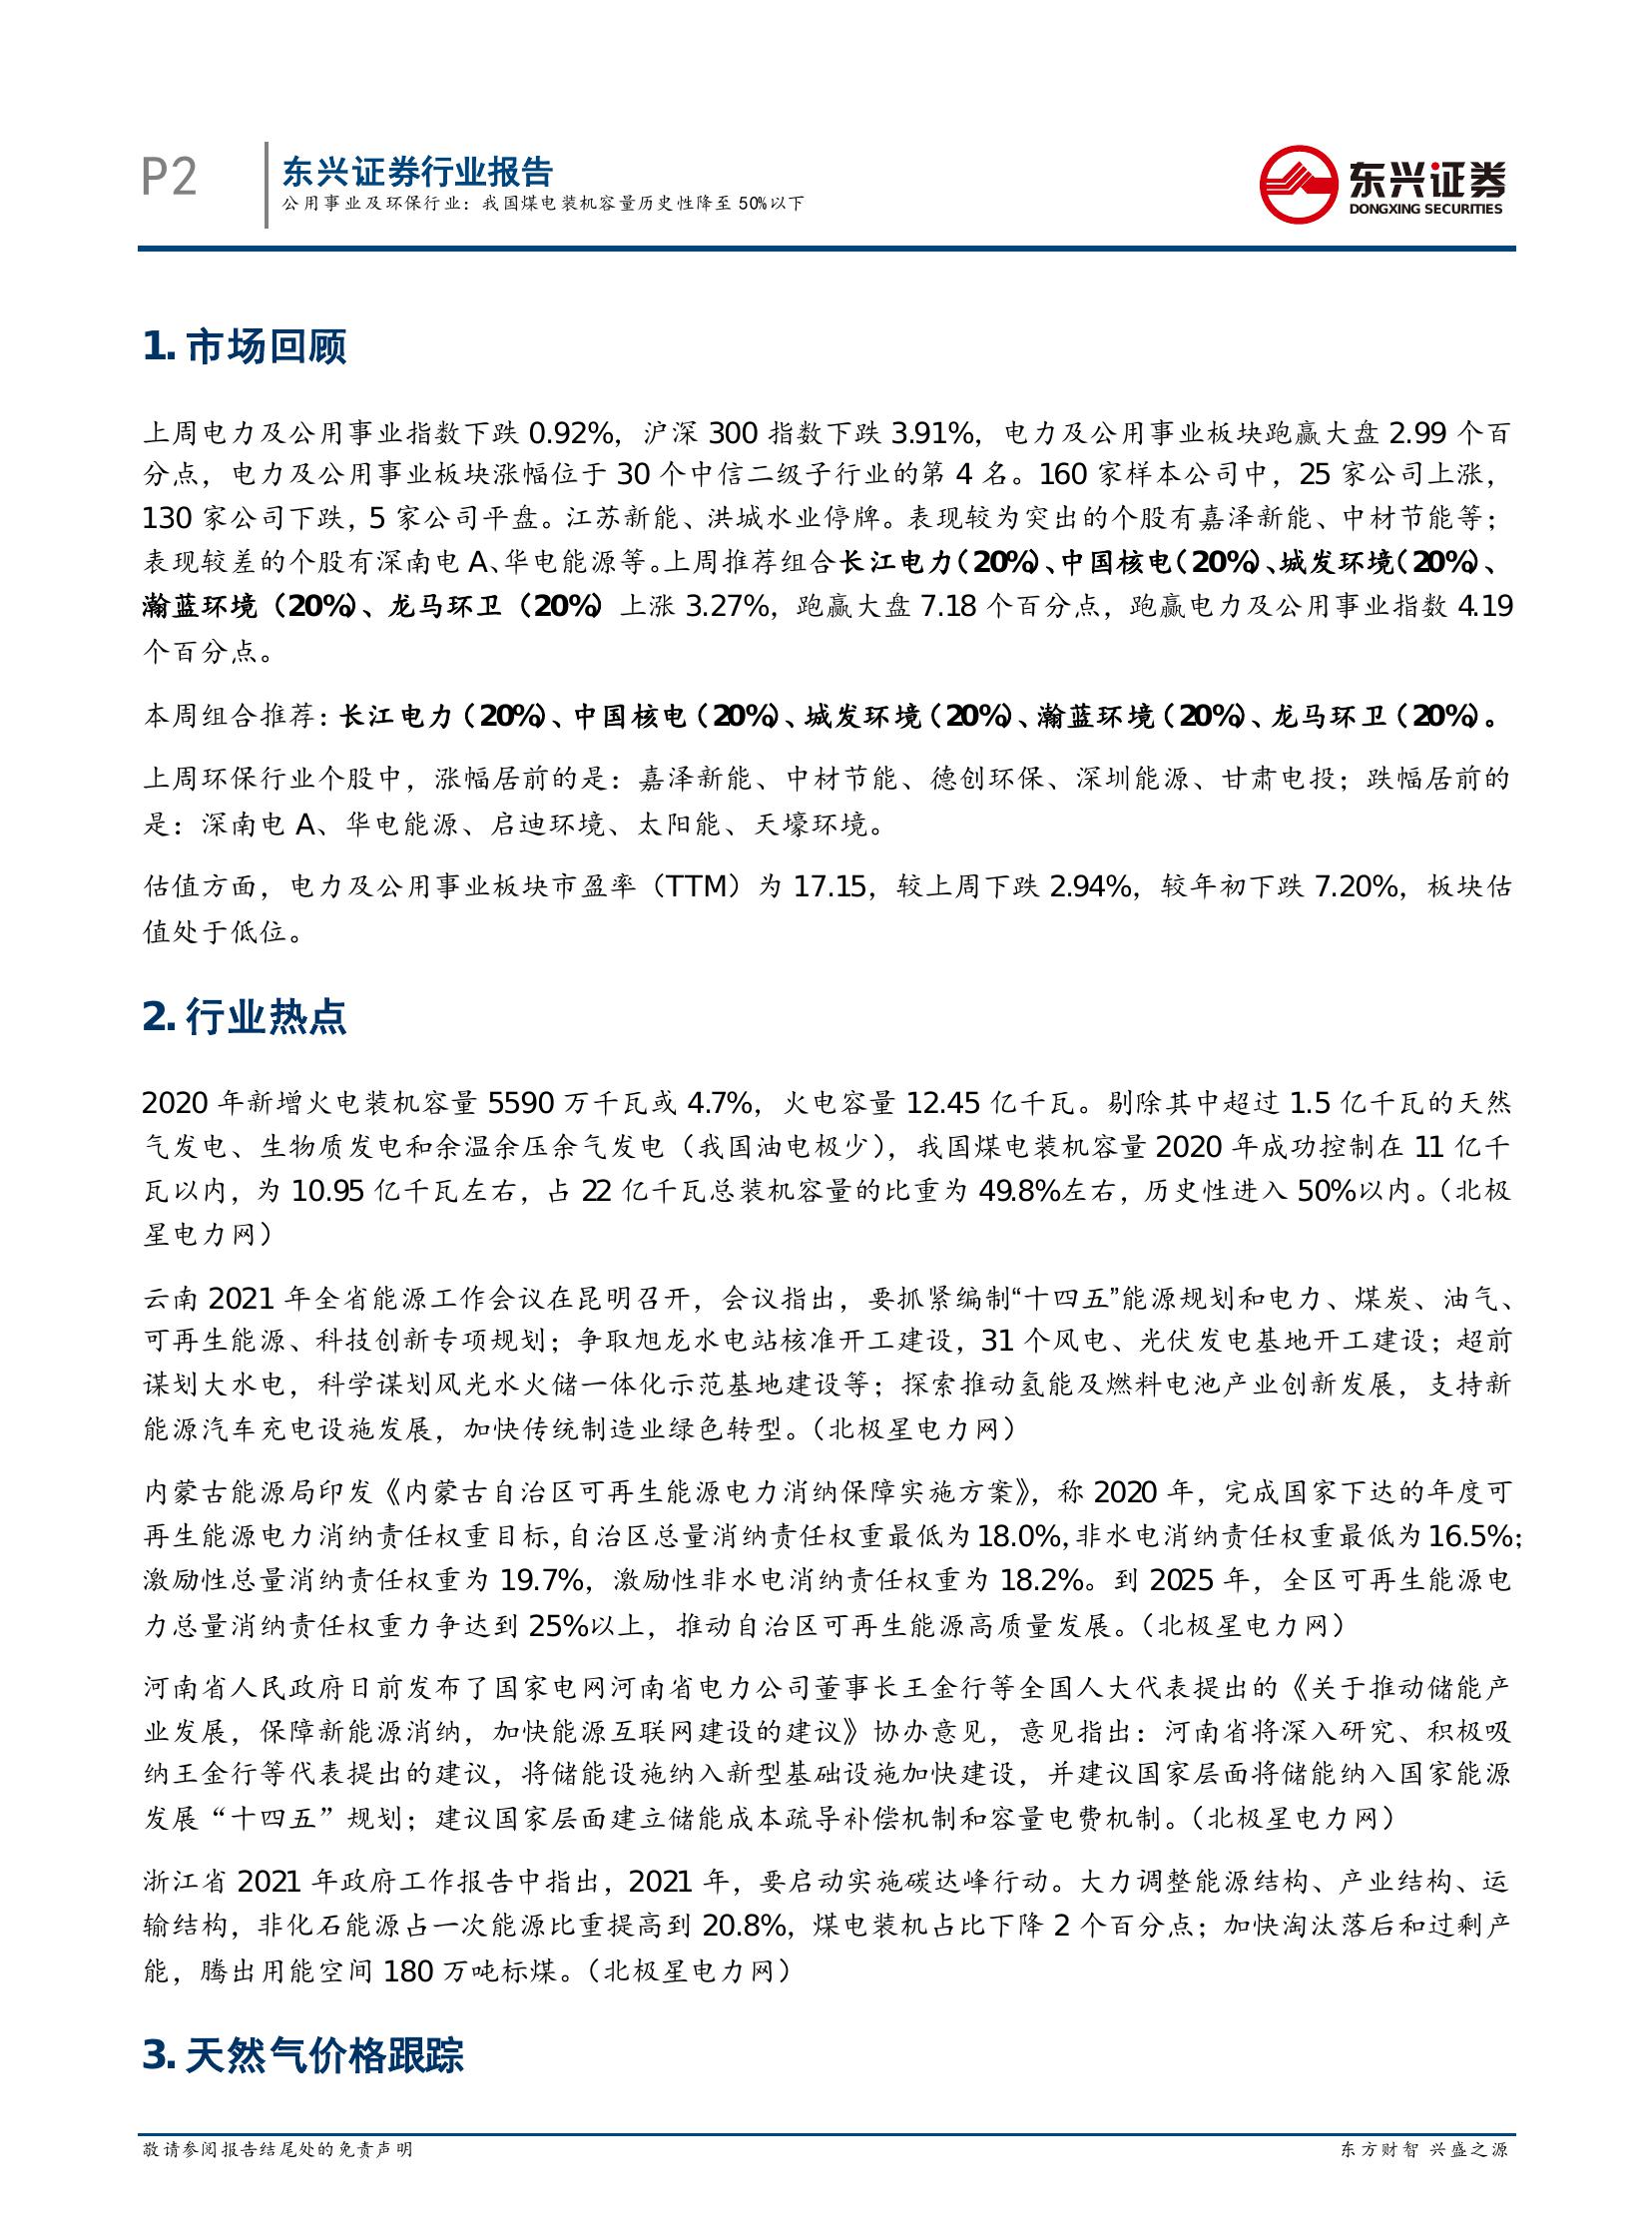 P2
东兴证券行业报告
公用事业及环保行业：我国煤电装机容量历史性降至 50%以下
东兴证券
DONGXING SECURITIES
1. 市场回顾
上周电力及公用事业指数下跌 0.92%，沪深 300 指数下跌 3.91%，电力及公用事业板块跑赢大盘 2.99 个百
分点，电力及公用事业板块涨幅位于 30 个中信二级子行业的第 4 名。160 家样本公司中，25 家公司上涨，
130 家公司下跌，5 家公司平盘。江苏新能、洪城水业停牌。表现较为突出的个股有嘉泽新能、中材节能等；
表现较差的个股有深南电 A、华电能源等。上周推荐组合长江电力（20%）、中国核电（20%）、城发环境（20%）、
瀚蓝环境（20%）、龙马环卫（20%）上涨 3.27%，跑赢大盘 7.18 个百分点，跑赢电力及公用事业指数 4.19
个百分点。
本周组合推荐：长江电力（20%）、中国核电（20%）、城发环境（20%）、瀚蓝环境（20%）、龙马环卫（20%）。
上周环保行业个股中，涨幅居前的是：嘉泽新能、中材节能、德创环保、深圳能源、甘肃电投；跌幅居前的
是：深南电 A、华电能源、启迪环境、太阳能、天壕环境。
估值方面，电力及公用事业板块市盈率（TTM）为 17.15，较上周下跌 2.94%，较年初下跌 7.20%，板块估
值处于低位。
2. 行业热点
2020 年新增火电装机容量 5590 万千瓦或 4.7%，火电容量 12.45 亿千瓦。剔除其中超过 1.5 亿千瓦的天然
气发电、生物质发电和余温余压余气发电（我国油电极少），我国煤电装机容量 2020 年成功控制在 11 亿千
瓦以内，为 10.95 亿千瓦左右，占 22 亿千瓦总装机容量的比重为 49.8%左右，历史性进入 50%以内。（北极
星电力网）
云南 2021 年全省能源工作会议在昆明召开，会议指出，要抓紧编制“十四五”能源规划和电力、煤炭、油气、
可再生能源、科技创新专项规划；争取旭龙水电站核准开工建设，31 个风电、光伏发电基地开工建设；超前
谋划大水电，科学谋划风光水火储一体化示范基地建设等；探索推动氢能及燃料电池产业创新发展，支持新
能源汽车充电设施发展，加快传统制造业绿色转型。（北极星电力网）
内蒙古能源局印发《内蒙古自治区可再生能源电力消纳保障实施方案》，称 2020 年，完成国家下达的年度可
再生能源电力消纳责任权重目标，自治区总量消纳责任权重最低为 18.0%，非水电消纳责任权重最低为 16.5%；
激励性总量消纳责任权重为 19.7%，激励性非水电消纳责任权重为 18.2%。到 2025 年，全区可再生能源电
力总量消纳责任权重力争达到 25%以上，推动自治区可再生能源高质量发展。（北极星电力网）
河南省人民政府日前发布了国家电网河南省电力公司董事长王金行等全国人大代表提出的《关于推动储能产
业发展，保障新能源消纳，加快能源互联网建设的建议》协办意见，意见指出：河南省将深入研究、积极吸
纳王金行等代表提出的建议，将储能设施纳入新型基础设施加快建设，并建议国家层面将储能纳入国家能源
发展“十四五”规划；建议国家层面建立储能成本疏导补偿机制和容量电费机制。（北极星电力网）
浙江省 2021 年政府工作报告中指出，2021 年，要启动实施碳达峰行动。大力调整能源结构、产业结构、运
输结构，非化石能源占一次能源比重提高到 20.8%，煤电装机占比下降 2 个百分点；加快淘汰落后和过剩产
能，腾出用能空间 180 万吨标煤。（北极星电力网）
3. 天然气价格跟踪
敬请参阅报告结尾处的免责声明
东方财智 兴盛之源